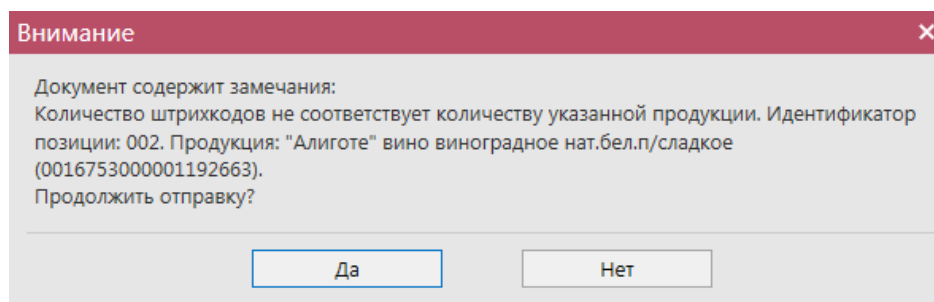 Внимание
Документ содержит замечания:
Количество штрихкодов не соответствует количеству указанной продукции. Идентификатор
позиции: 002. Продукция: "Алиготе" вино виноградное нат.бел.п/сладкое
(0016753000001192663).
Продолжить отправку?
Да
Нет